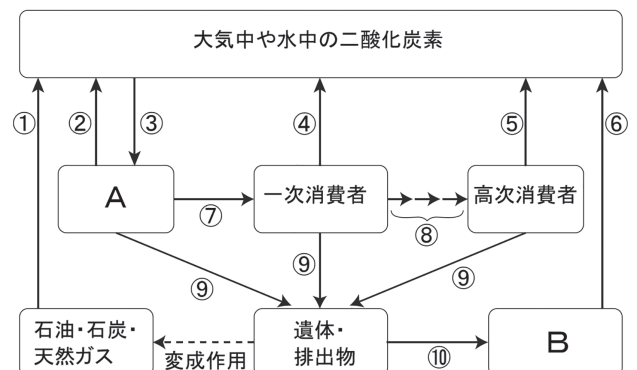 大気中や水中の二酸化炭素
① ② ③ ④ ⑤ ⑥
A
一次消費者
高次消費者
⑦
⑧
⑨ ⑨ ⑨
石油・石炭・
天然ガス
変成作用
遺体・
排出物
⑩
B